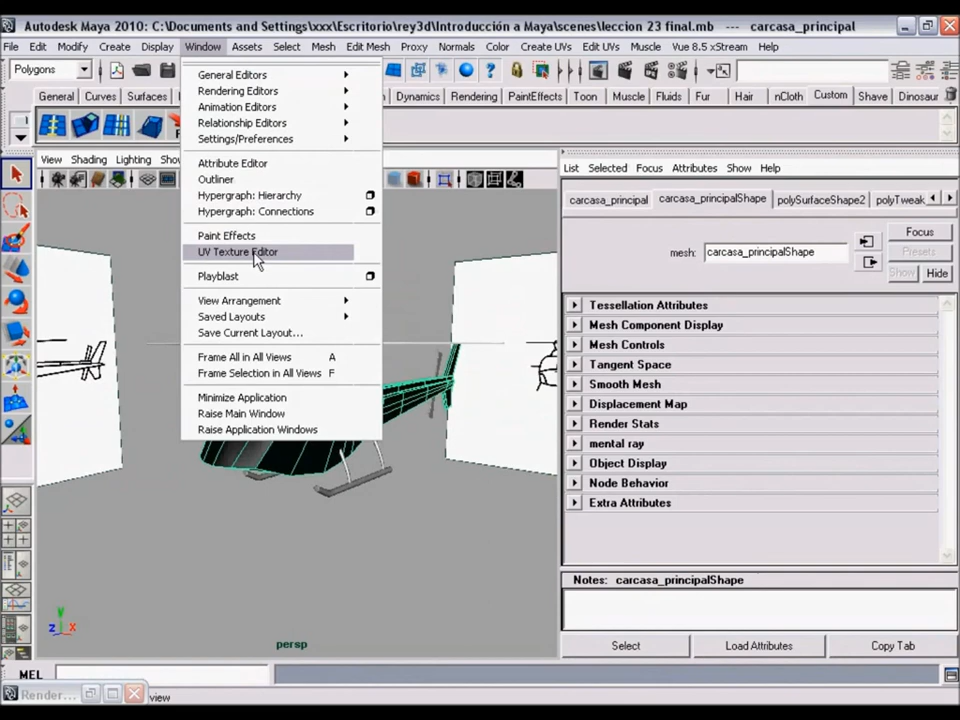 Autodesk Maya 2010: C:\Documents and Settings\xxx\Escritorio\rey3d\Introducción a Maya\scenes\leccion 23 final.mb --- carcasa_principal
File Edit Modify Create Display Window Assets Select Mesh Edit Mesh Proxy Normals Color Create UVs Edit UVs Muscle Vue 8.5 xStream Help
Polygons
General Curves Surfaces Dynamics Rendering PaintEffects Toon Muscle Fluids Fur Hair nCloth Custom Shave Dinosaur
General Editors
Rendering Editors
Animation Editors
Relationship Editors
Settings/Preferences
Attribute Editor
Outliner
Hypergraph: Hierarchy
Hypergraph: Connections
Paint Effects
UV Texture Editor
Playblast
View Arrangement
Saved Layouts
Save Current Layout...
Frame All in All Views A
Frame Selection in All Views F
Minimize Application
Raise Main Window
Raise Application Windows
View Shading Lighting Sho
persp
y
z x
List Selected Focus Attributes Show Help
carcasa_principal carcasa_principalShape polySurfaceShape2 polyTweak
mesh: carcasa_principalShape
Focus
Presets
Show Hide
Tessellation Attributes
Mesh Component Display
Mesh Controls
Tangent Space
Smooth Mesh
Displacement Map
Render Stats
mental ray
Object Display
Node Behavior
Extra Attributes
Notes: carcasa_principalShape
Select Load Attributes Copy Tab
MEL
Render... view